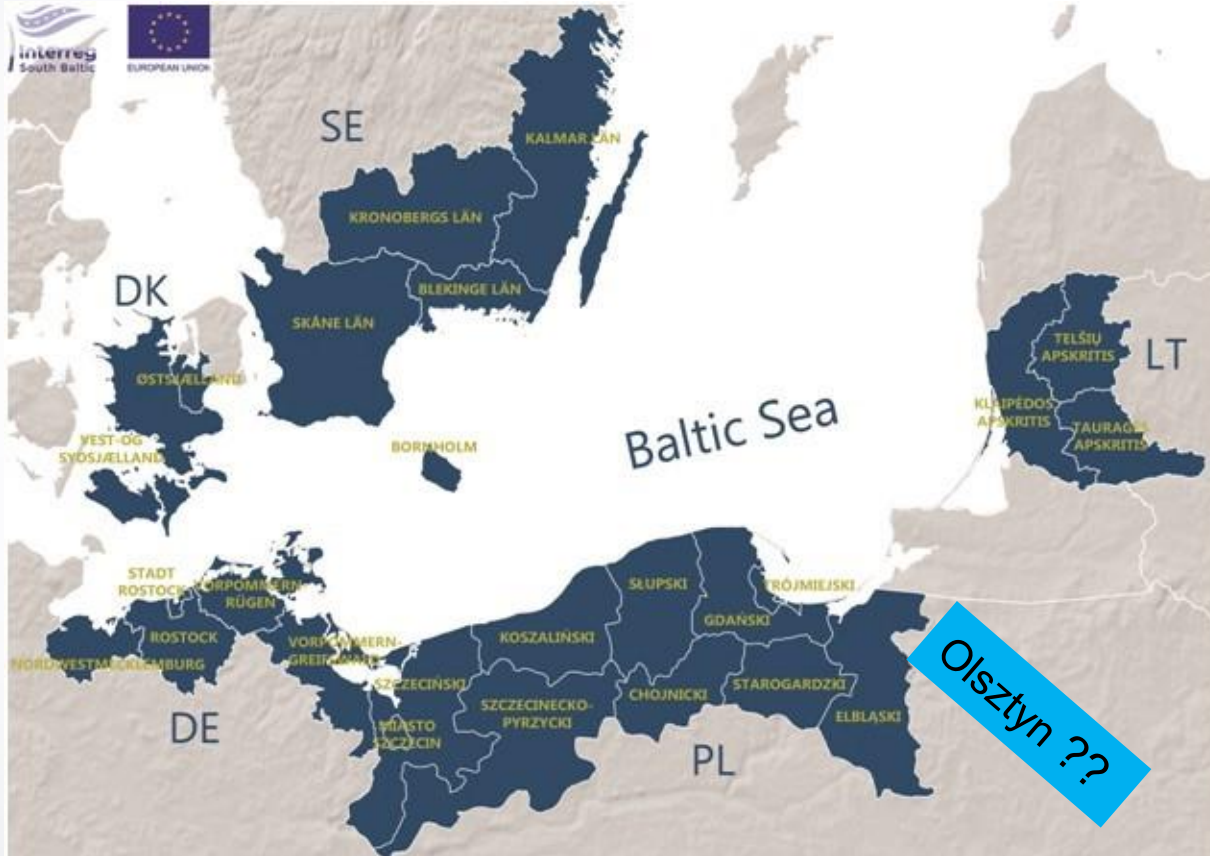 Interreg
South Baltic
EUROPEAN UNION
SE
KALMAR LÄN
KRONOBERGS LÄN
BLEKINGE LÄN
SKÅNE LÄN
DK
ØSTSJÆLLAND
VEST-OG
SYDSJÆLLAND
BORNHOLM
Baltic Sea
TELŠIŲ
APSKRITIS
LT
KLAIPĖDOS
APSKRITIS
TAURAGĖS
APSKRITIS
STADT
ROSTOCK
VORPOMMERN-
RÜGEN
ROSTOCK
NORDWESTMECKLEMBURG
VORPOMMERN-
GREIFSWALD
DE
SZCZECIŃSKI
MIASTO
SZCZECIN
KOSZALIŃSKI
SZCZECINECKO-
PYRZYCKI
SŁUPSKI
GDAŃSKI
TRÓJMIEJSKI
CHOJNICKI
STAROGARDZKI
ELBLĄSKI
PL
Olsztyn ??